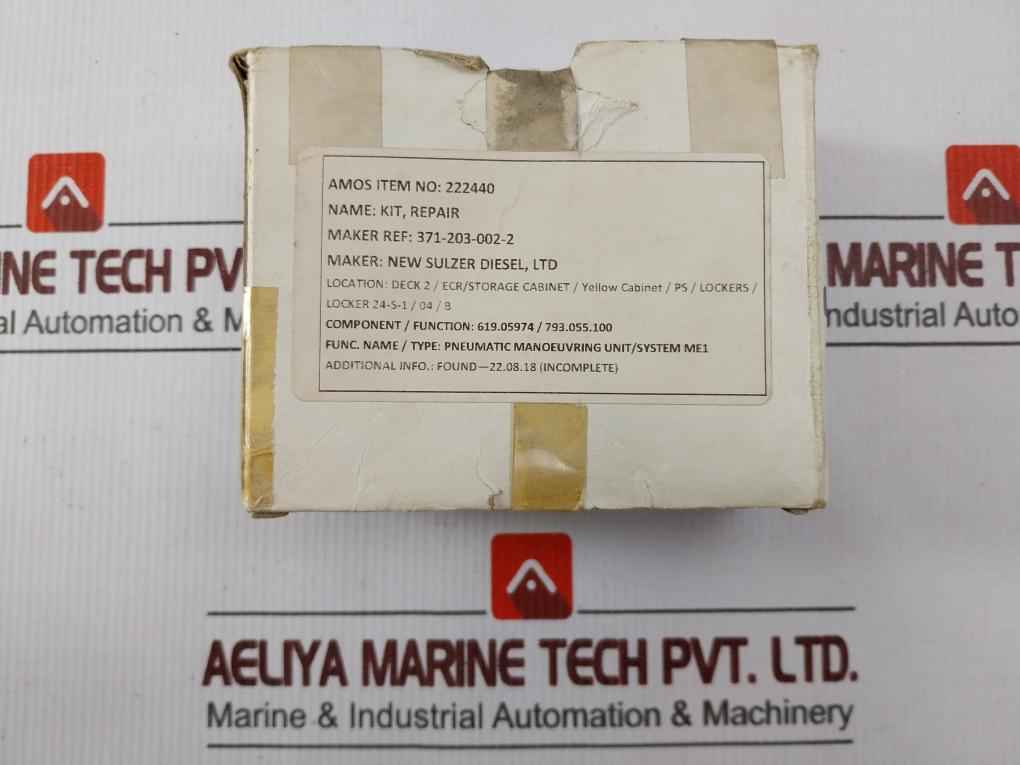 AMOS ITEM NO: 222440
NAME: KIT, REPAIR
MAKER REF: 371-203-002-2
MAKER: NEW SULZER DIESEL, LTD
LOCATION: DECK 2 / ECR/STORAGE CABINET / Yellow Cabinet / PS / LOCKERS /
LOCKER 24-S-1 / 04 / B
COMPONENT / FUNCTION: 619.05974 / 793.055.100
FUNC. NAME / TYPE: PNEUMATIC MANOEUVRING UNIT/SYSTEM ME1
ADDITIONAL INFO.: FOUND—22.08.18 (INCOMPLETE)
NE TECH PV
al Automation & M
MARINE TEC
ndustrial Auto
AELIYA MARINE TECH PVT. LTD.
Marine & Industrial Automation & Machinery